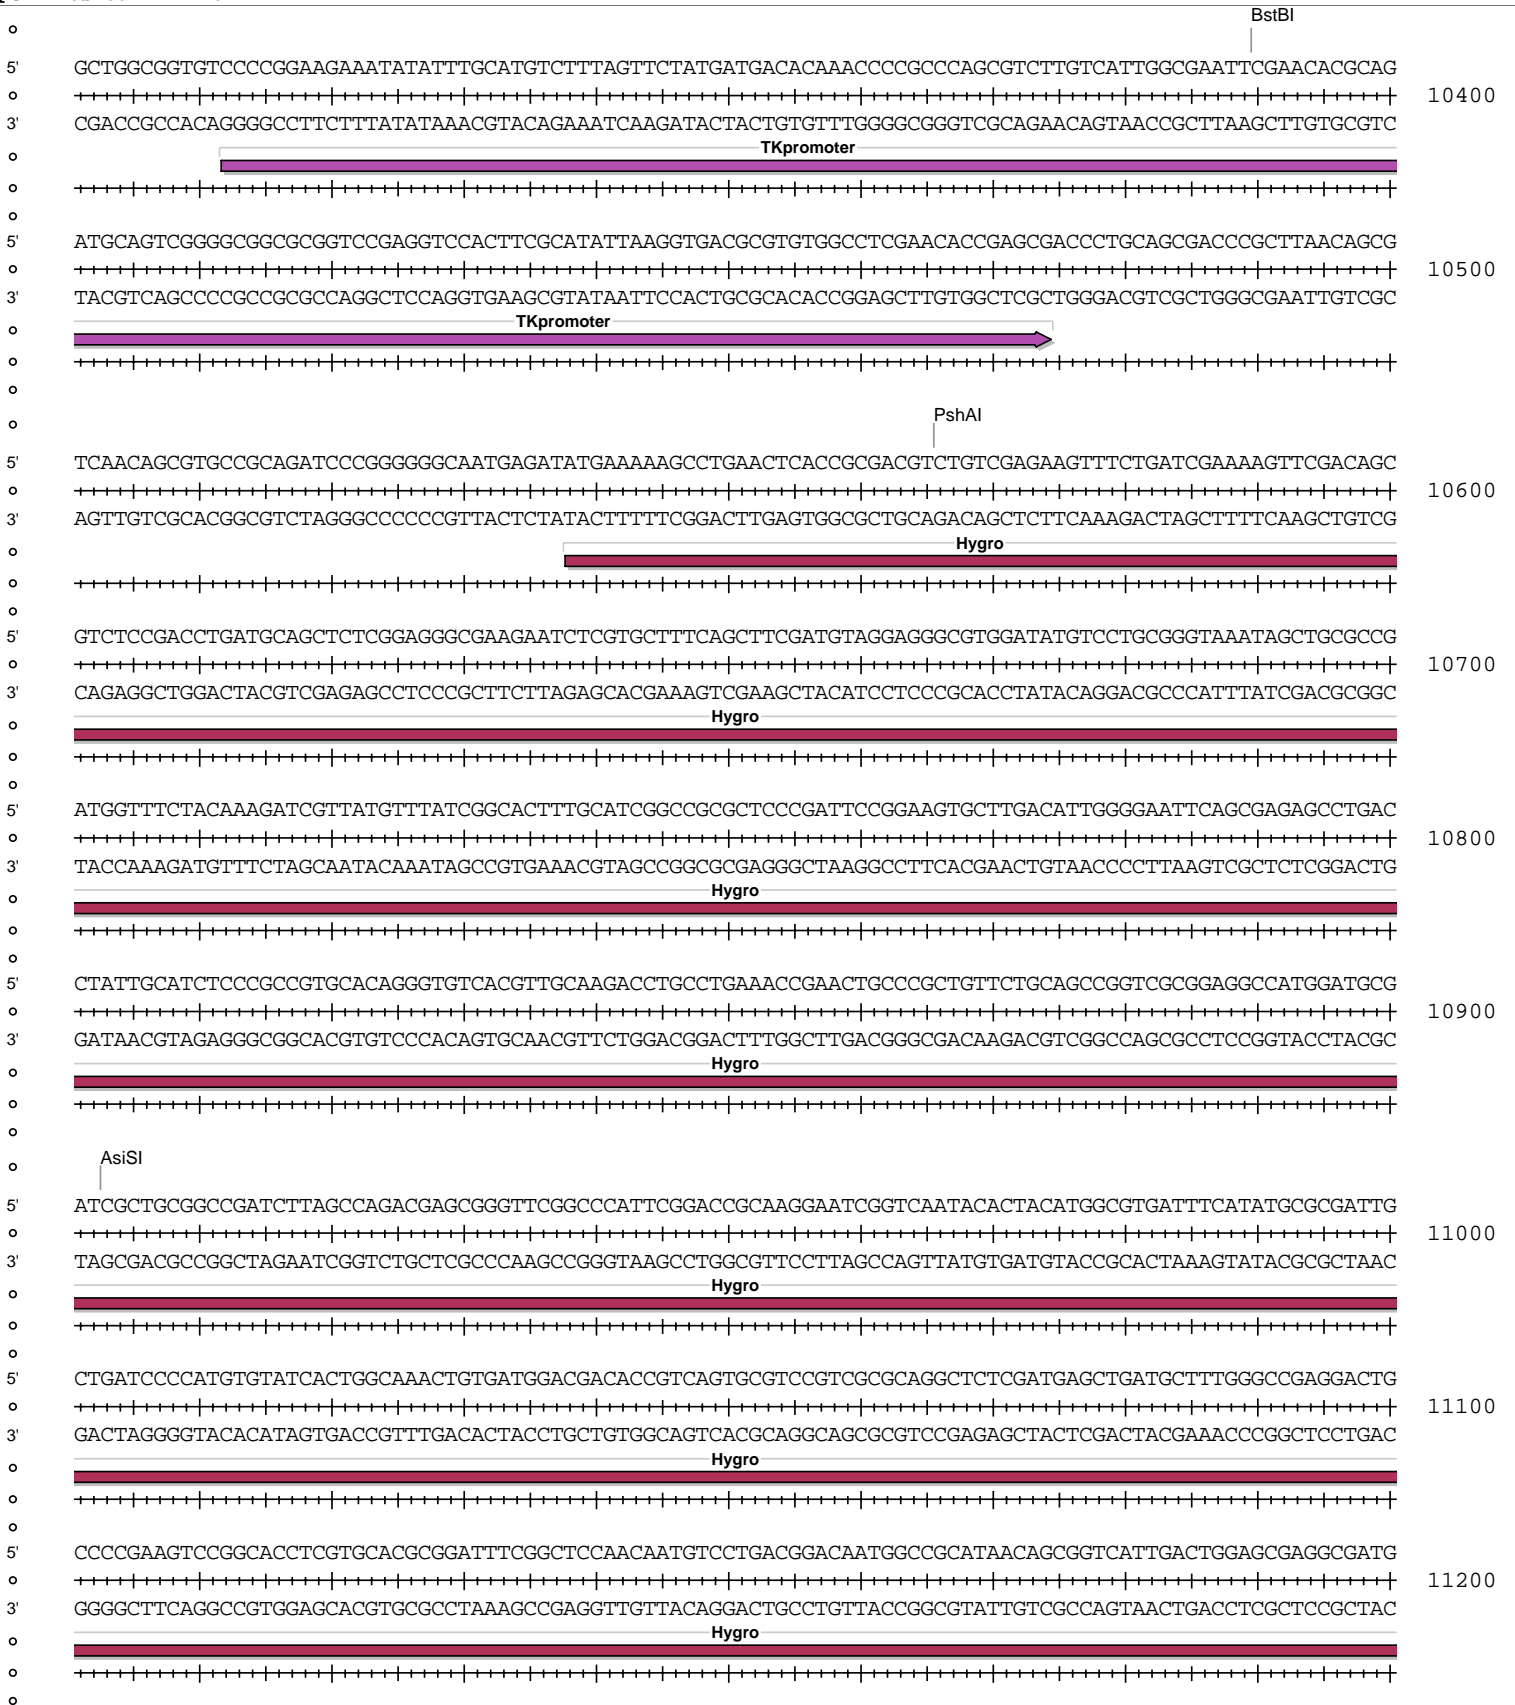 BstBI
5' GCTGGCGGTGTCCCCGGAAGAAATATATTTGCATGTCTTTAGTTCTATGATGACACAAACCCCGCCCAGCGTCTTGTCATTGGCGAATTCGAACACGCAG
10400
3' CGACCGCCACAGGGGCCTTCTTTATATAAACGTACAGAAATCAAGATACTACTGTGTTTGGGGCGGGTCGCAGAACAGTAACCGCTTAAGCTTGTGCGTC
TKpromoter
5' ATGCAGTCGGGGCGGCGCGGTCCGAGGTCCACTTCGCATATTAAGGTGACGCGTGTGGCCTCGAACACCGAGCGACCCTGCAGCGACCCGCTTAACAGCG
10500
3' TACGTCAGCCCCGCCGCGCCAGGCTCCAGGTGAAGCGTATAATTCCACTGCGCACACCGGAGCTTGTGGCTCGCTGGGACGTCGCTGGGCGAATTGTCGC
TKpromoter
PshAI
5' TCAACAGCGTGCCGCAGATCCCGGGGGGCAATGAGATATGAAAAAGCCTGAACTCACCGCGACGTCTGTCGAGAAGTTTCTGATCGAAAAGTTCGACAGC
10600
3' AGTTGTCGCACGGCGTCTAGGGCCCCCCGTTACTCTATACTTTTTCGGACTTGAGTGGCGCTGCAGACAGCTCTTCAAAGACTAGCTTTTCAAGCTGTCG
Hygro
5' GTCTCCGACCTGATGCAGCTCTCGGAGGGCGAAGAATCTCGTGCTTTCAGCTTCGATGTAGGAGGGCGTGGATATGTCCTGCGGGTAAATAGCTGCGCCG
10700
3' CAGAGGCTGGACTACGTCGAGAGCCTCCCGCTTCTTAGAGCACGAAAGTCGAAGCTACATCCTCCCGCACCTATACAGGACGCCCATTTATCGACGCGGC
Hygro
5' ATGGTTTCTACAAAGATCGTTATGTTTATCGGCACTTTGCATCGGCCGCGCTCCCGATTCCGGAAGTGCTTGACATTGGGGAATTCAGCGAGAGCCTGAC
10800
3' TACCAAAGATGTTTCTAGCAATACAAATAGCCGTGAAACGTAGCCGGCGCGAGGGCTAAGGCCTTCACGAACTGTAACCCCTTAAGTCGCTCTCGGACTG
Hygro
5' CTATTGCATCTCCCGCCGTGCACAGGGTGTCACGTTGCAAGACCTGCCTGAAACCGAACTGCCCGCTGTTCTGCAGCCGGTCGCGGAGGCCATGGATGCG
10900
3' GATAACGTAGAGGGCGGCACGTGTCCCACAGTGCAACGTTCTGGACGGACTTTGGCTTGACGGGCGACAAGACGTCGGCCAGCGCCTCCGGTACCTACGC
Hygro
AsiSI
5' ATCGCTGCGGCCGATCTTAGCCAGACGAGCGGGTTCGGCCCATTCGGACCGCAAGGAATCGGTCAATACACTACATGGCGTGATTTCATATGCGCGATTG
11000
3' TAGCGACGCCGGCTAGAATCGGTCTGCTCGCCCAAGCCGGGTAAGCCTGGCGTTCCTTAGCCAGTTATGTGATGTACCGCACTAAAGTATACGCGCTAAC
Hygro
5' CTGATCCCCATGTGTATCACTGGCAAACTGTGATGGACGACACCGTCAGTGCGTCCGTCGCGCAGGCTCTCGATGAGCTGATGCTTTGGGCCGAGGACTG
11100
3' GACTAGGGGTACACATAGTGACCGTTTGACACTACCTGCTGTGGCAGTCACGCAGGCAGCGCGTCCGAGAGCTACTCGACTACGAAACCCGGCTCCTGAC
Hygro
5' CCCCGAAGTCCGGCACCTCGTGCACGCGGATTTCGGCTCCAACAATGTCCTGACGGACAATGGCCGCATAACAGCGGTCATTGACTGGAGCGAGGCGATG
11200
3' GGGGCTTCAGGCCGTGGAGCACGTGCGCCTAAAGCCGAGGTTGTTACAGGACTGCCTGTTACCGGCGTATTGTCGCCAGTAACTGACCTCGCTCCGCTAC
Hygro